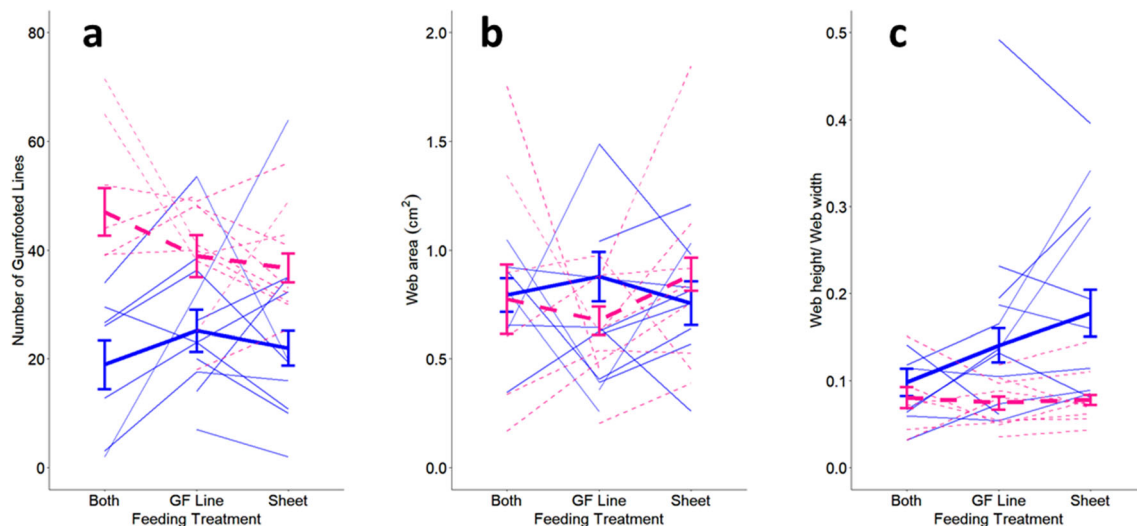 a
80
60
40
20
0
Number of Gumfooted Lines
Both GF Line Sheet
Feeding Treatment
b
2.0
1.5
1.0
0.5
0.0
Web area (cm²)
Both GF Line Sheet
Feeding Treatment
c
0.5
0.4
0.3
0.2
0.1
0.0
Web height/ Web width
Both GF Line Sheet
Feeding Treatment